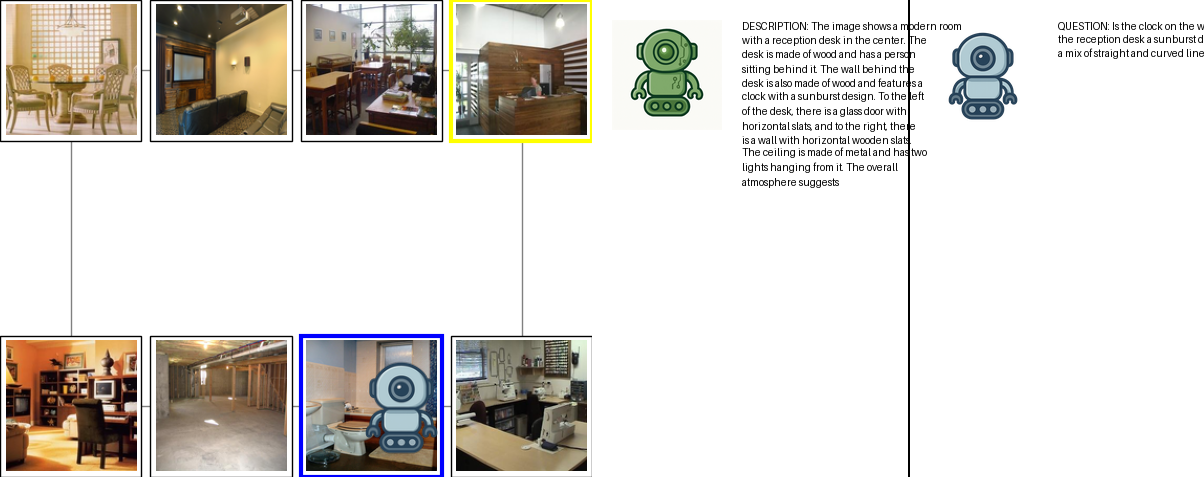 DESCRIPTION: The image shows a modern room
with a reception desk in the center. The
desk is made of wood and has a person
sitting behind it. The wall behind the
desk is also made of wood and features a
clock with a sunburst design. To the left
of the desk, there is a glass door with
horizontal slats, and to the right, there
is a wall with horizontal wooden slats.
The ceiling is made of metal and has two
lights hanging from it. The overall
atmosphere suggests
QUESTION: Is the clock on the w
the reception desk a sunburst d
a mix of straight and curved line